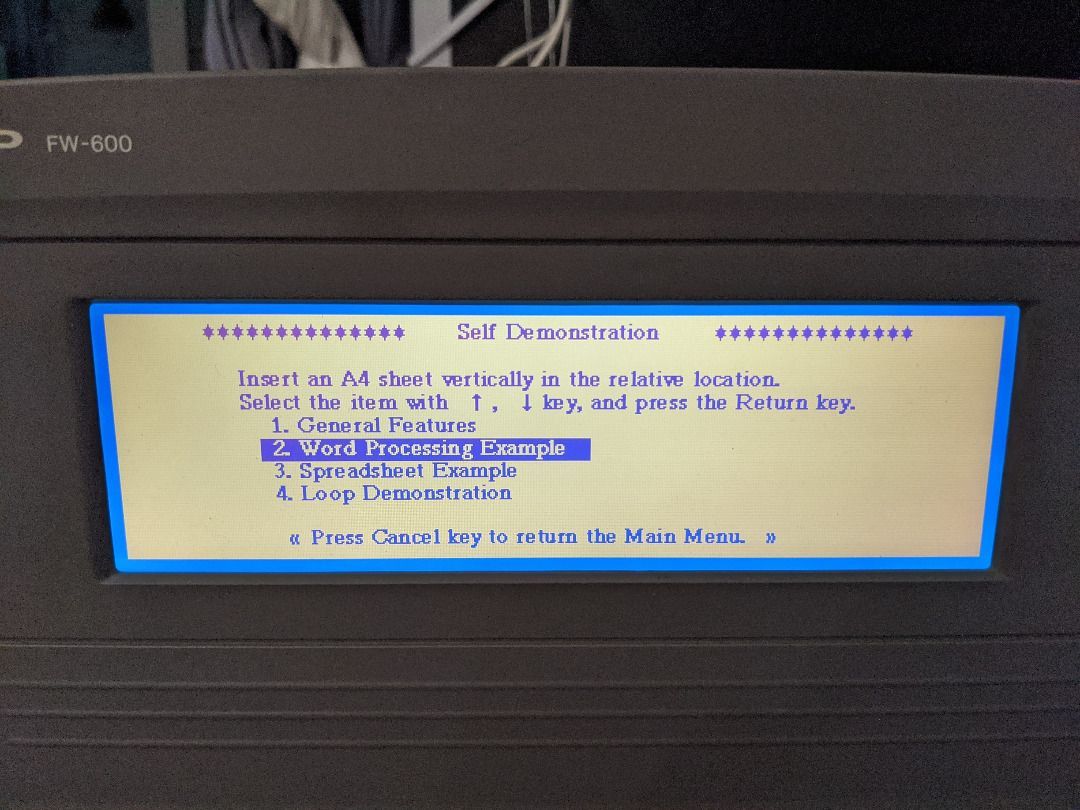 FW-600
✶✶✶✶✶✶✶✶✶✶✶✶✶✶ Self Demonstration ✶✶✶✶✶✶✶✶✶✶✶✶✶✶
Insert an A4 sheet vertically in the relative location.
Select the item with ↑, ↓ key, and press the Return key.
1. General Features
2. Word Processing Example
3. Spreadsheet Example
4. Loop Demonstration
« Press Cancel key to return the Main Menu. »